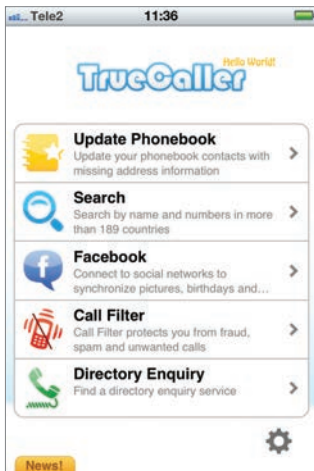 Tele2 11:36
Hello World!
TrueCaller
Update Phonebook
Update your phonebook contacts with
missing address information
Search
Search by name and numbers in more
than 189 countries
Facebook
Connect to social networks to
synchronize pictures, birthdays and...
Call Filter
Call Filter protects you from fraud,
spam and unwanted calls
Directory Enquiry
Find a directory enquiry service
News!